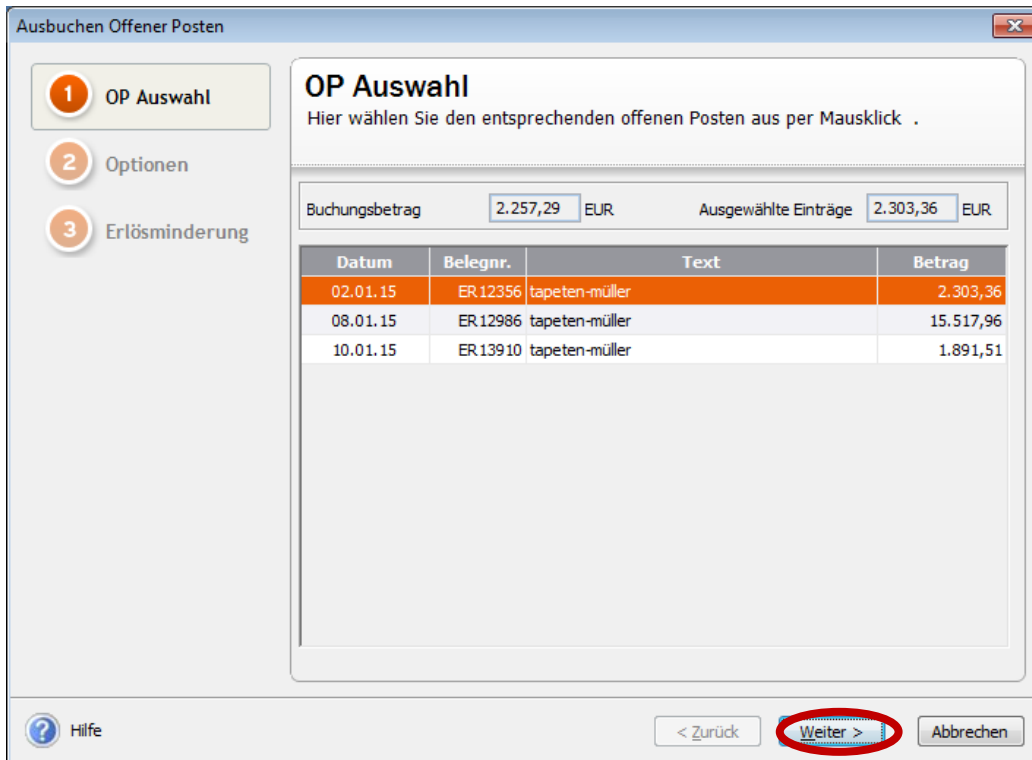 Ausbuchen Offener Posten
1 OP Auswahl
2 Optionen
3 Erlösminderung
OP Auswahl
Hier wählen Sie den entsprechenden offenen Posten aus per Mausklick .
Buchungsbetrag 2.257,29 EUR Ausgewählte Einträge 2.303,36 EUR
Datum Belegnr. Text Betrag
02.01.15 ER12356 tapeten-müller 2.303,36
08.01.15 ER12986 tapeten-müller 15.517,96
10.01.15 ER13910 tapeten-müller 1.891,51
? Hilfe < Zurück Weiter > Abbrechen